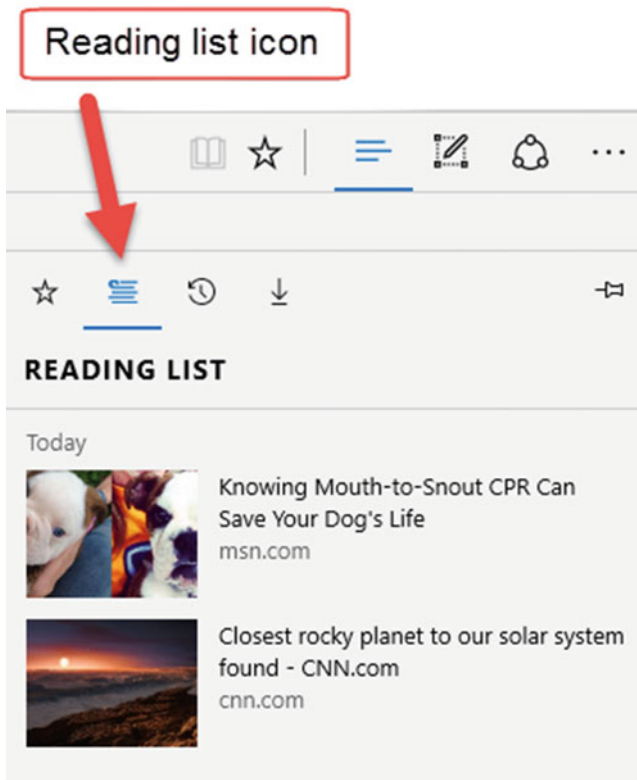 Reading list icon
READING LIST
Today
Knowing Mouth-to-Snout CPR Can
Save Your Dog's Life
msn.com
Closest rocky planet to our solar system
found - CNN.com
cnn.com